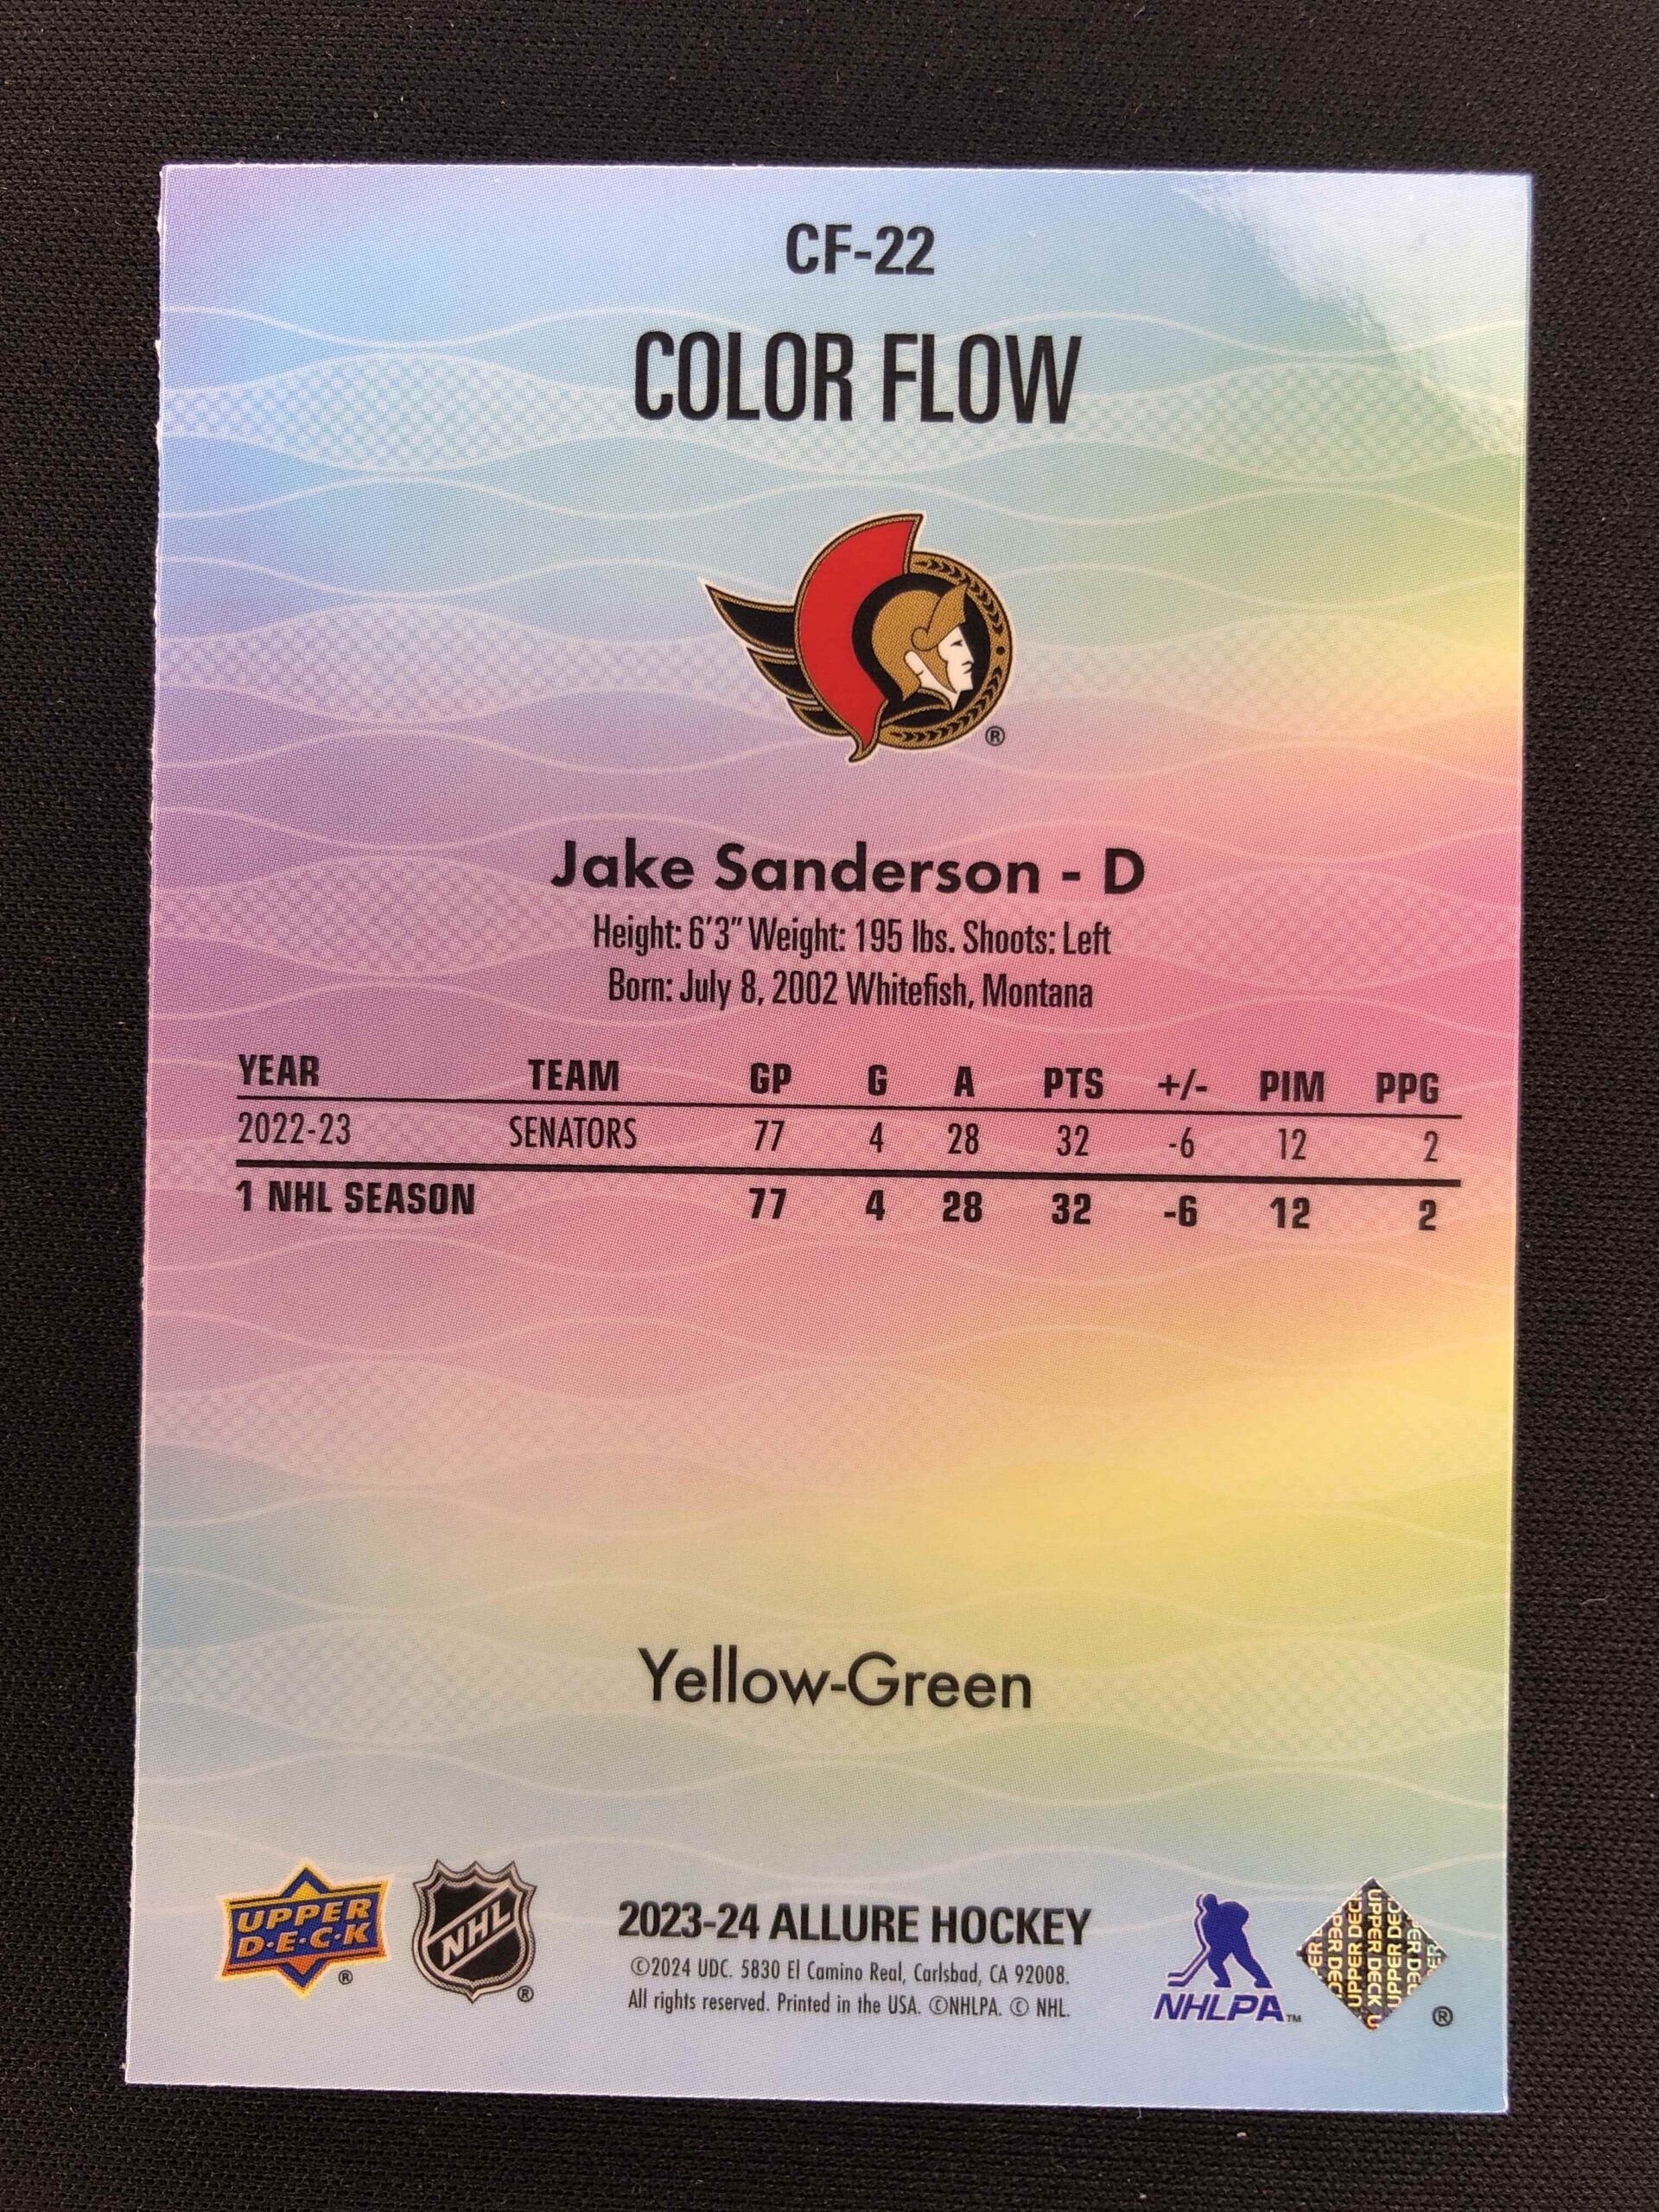 CF-22
COLOR FLOW
®
Jake Sanderson - D
Height: 6'3" Weight: 195 lbs. Shoots: Left
Born: July 8, 2002 Whitefish, Montana
YEAR TEAM GP G A PTS +/- PIM PPG
2022-23 SENATORS 77 4 28 32 -6 12 2
1 NHL SEASON 77 4 28 32 -6 12 2
Yellow-Green
UPPER
D·E·C·K
®
NHL
®
2023-24 ALLURE HOCKEY
©2024 UDC. 5830 El Camino Real, Carlsbad, CA 92008.
All rights reserved. Printed in the USA. ©NHLPA. © NHL.
NHLPA™
UPPER DECK
®